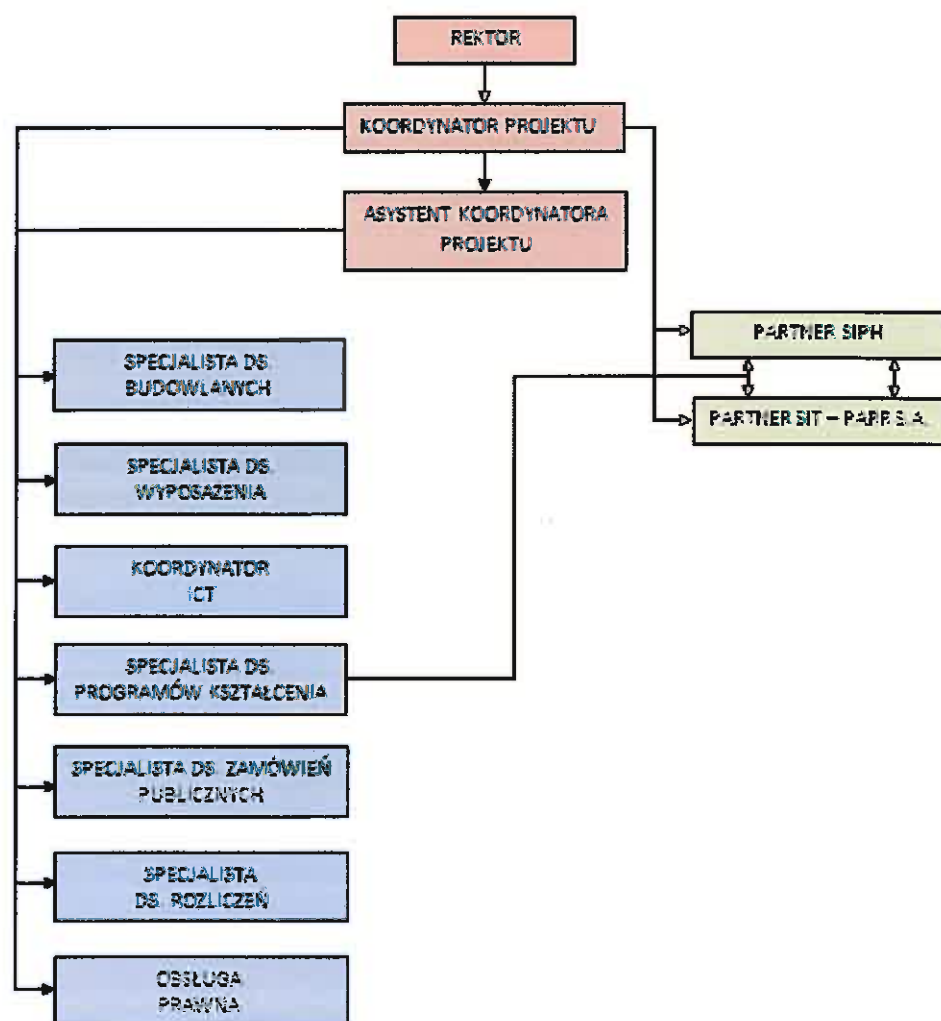 REKTOR
KOORDYNATOR PROJEKTU
ASYSTENT KOORDYNATORA
PROJEKTU
PARTNER SIPH
PARTNER SIT – PAPP S.A.
SPECJALISTA DS.
BUDOWLANYCH
SPECJALISTA DS.
WYPOSAŻENIA
KOORDYNATOR
ICT
SPECJALISTA DS.
PROGRAMÓW KSZTAŁCENIA
SPECJALISTA DS. ZAMÓWIEŃ
PUBLICZNYCH
SPECJALISTA
DS. ROZLICZEŃ
OBSŁUGA
PRAWNA